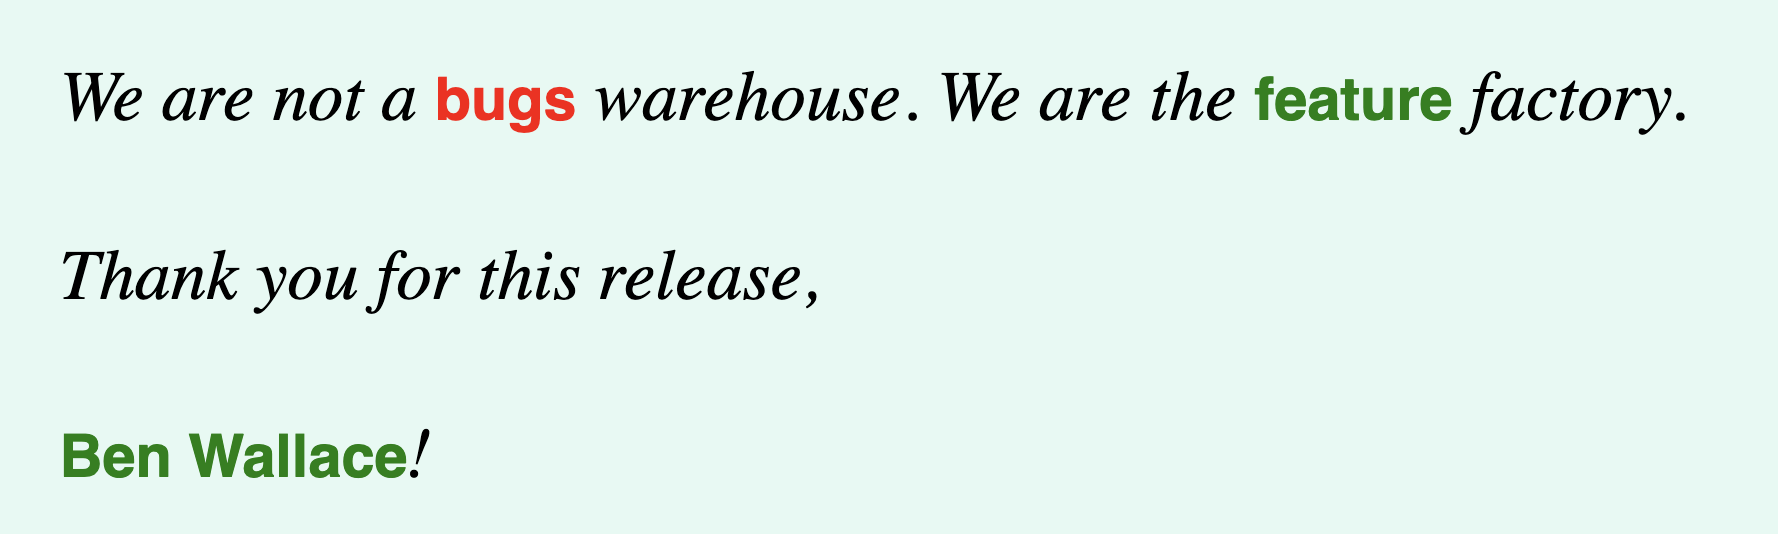 We are not a bugs warehouse. We are the feature factory.
Thank you for this release,
Ben Wallace!